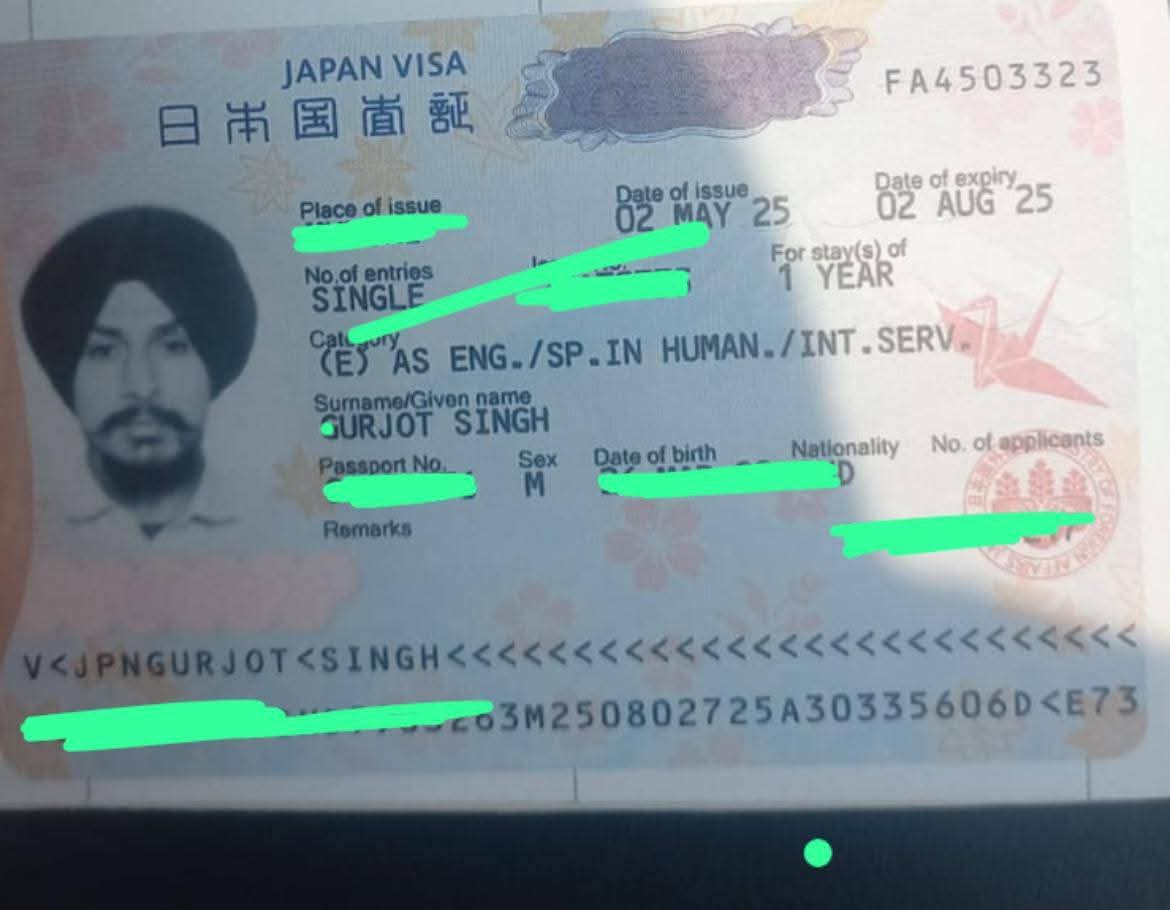 JAPAN VISA
日本国査証
FA4503323
Place of issue
Date of issue
02 MAY 25
Date of expiry
02 AUG 25
No.of entries
SINGLE
For stay(s) of
1 YEAR
Category
(E) AS ENG./SP.IN HUMAN./INT.SERV.
Surname/Given name
GURJOT SINGH
Passport No.
Sex
M
Date of birth
Nationality
No. of applicants
Remarks
V<JPNGURJOT<SINGH<<<<<<<<<<<<<<<<<<<<<<<<<<<
63M250802725A30335606D<E73